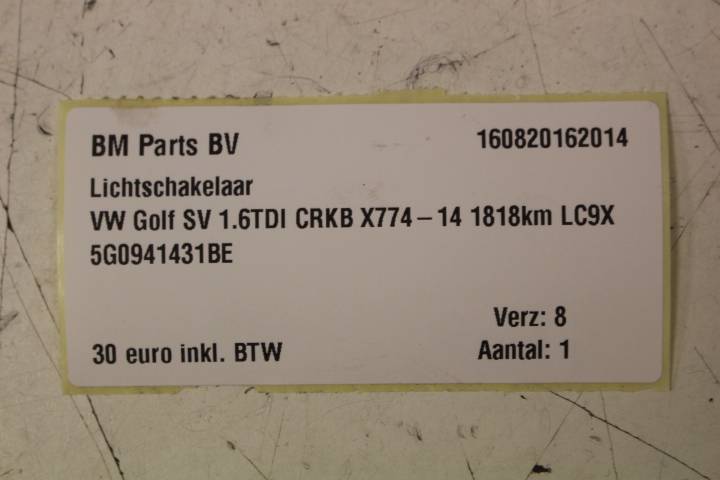 BM Parts BV 160820162014
Lichtschakelaar
VW Golf SV 1.6TDI CRKB X774 – 14 1818km LC9X
5G0941431BE
Verz: 8
30 euro inkl. BTW Aantal: 1